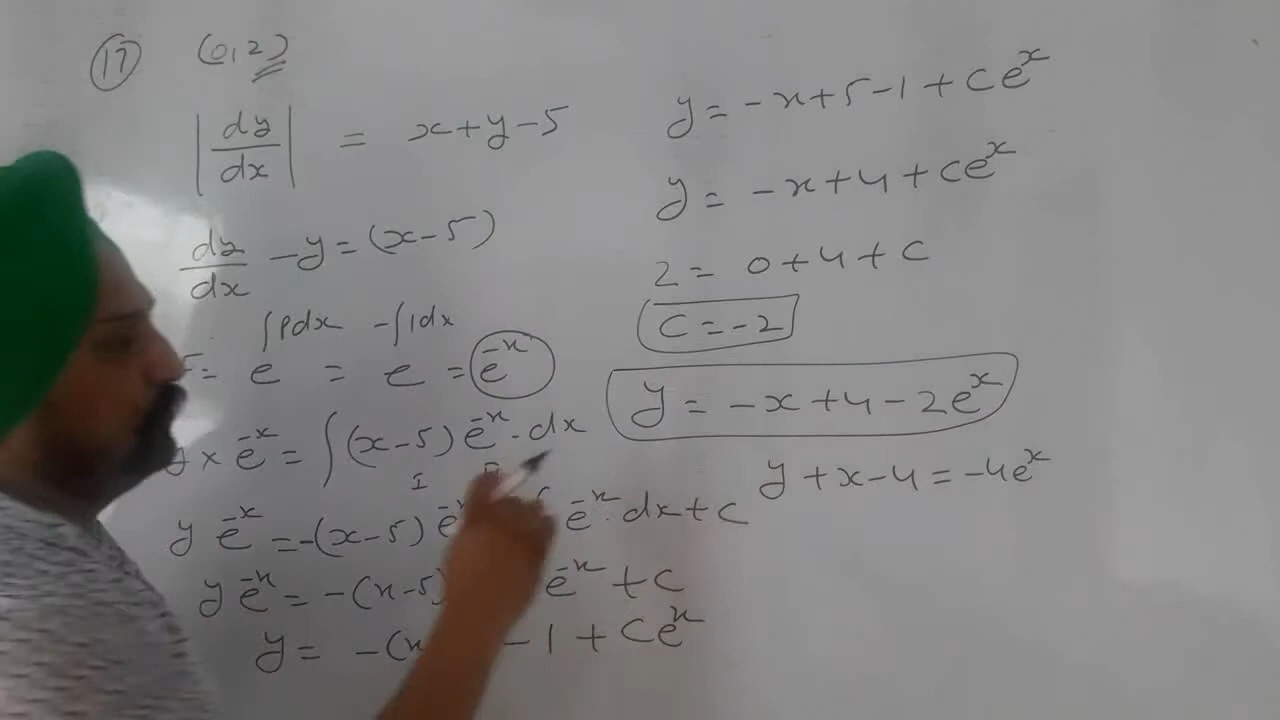 (17) (0,2)
|dy/dx| = x+y-5
dy/dx -y = (x-5)
= e^∫Pdx = e^-∫1dx = e^-x
y × e^-x = ∫(x-5) e^-x . dx
I II
y e^-x = -(x-5) e^-x ∫ e^-x . dx + c
y e^-x = -(x-5) e^-x + c
y = -(x - 1 + Ce^x
y = -x+5-1+Ce^x
y = -x+4+ce^x
2 = 0+4+c
C = -2
y = -x+4-2e^x
y+x-4 = -4e^x